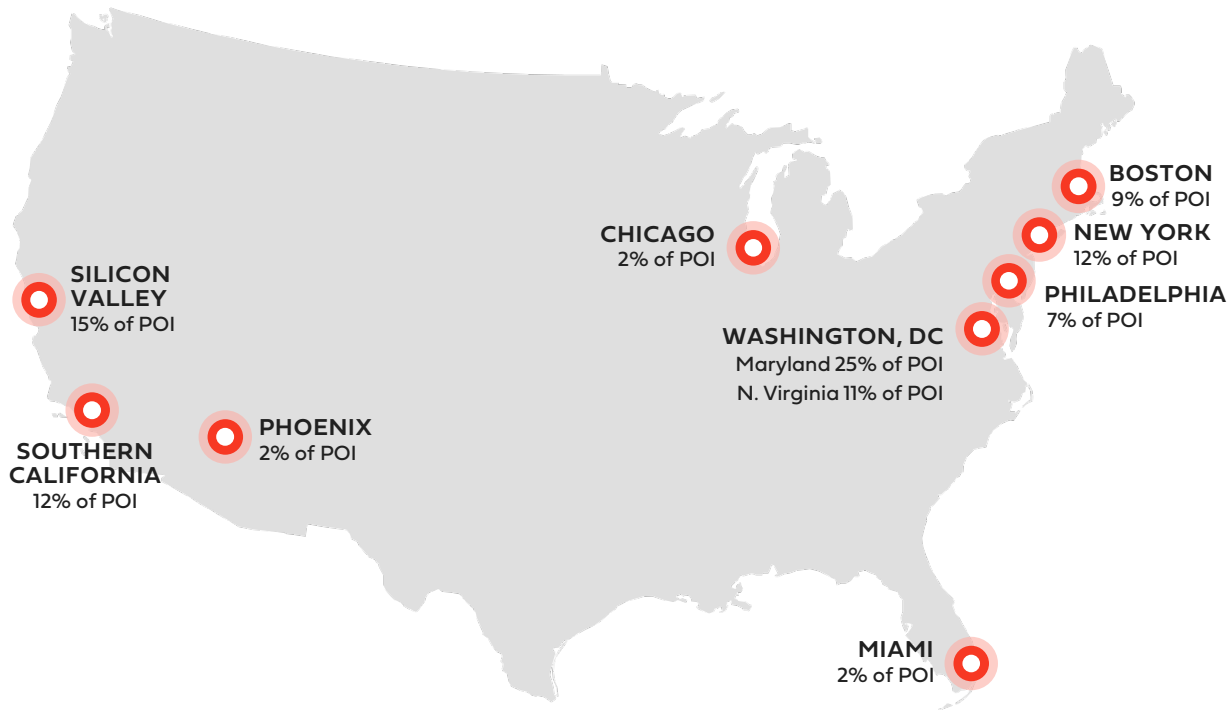 BOSTON
9% of POI
NEW YORK
12% of POI
CHICAGO
2% of POI
SILICON
VALLEY
15% of POI
PHILADELPHIA
7% of POI
WASHINGTON, DC
Maryland 25% of POI
N. Virginia 11% of POI
PHOENIX
2% of POI
SOUTHERN
CALIFORNIA
12% of POI
MIAMI
2% of POI